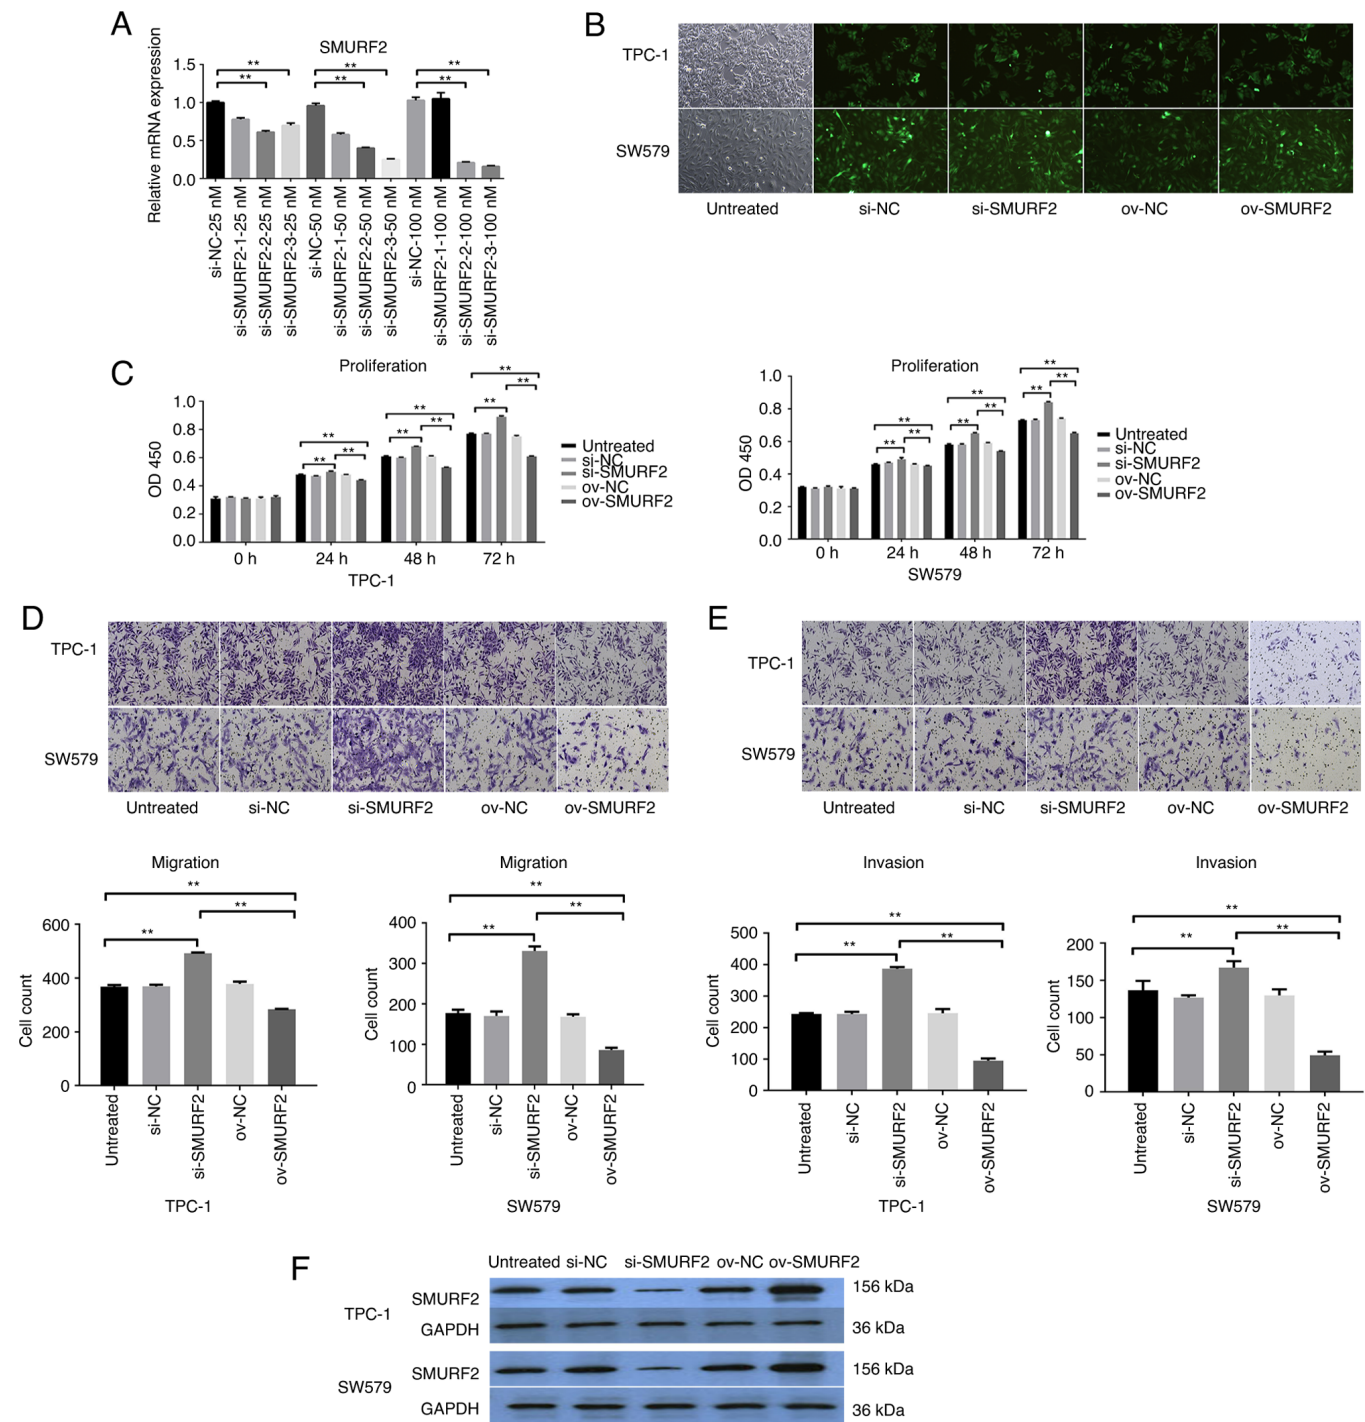 A
SMURF2
Relative mRNA expression
1.5
1.0
0.5
0.0
** ** ** ** ** **
si-NC-25 nM
si-SMURF2-1-25 nM
si-SMURF2-2-25 nM
si-SMURF2-3-25 nM
si-NC-50 nM
si-SMURF2-1-50 nM
si-SMURF2-2-50 nM
si-SMURF2-3-50 nM
si-NC-100 nM
si-SMURF2-1-100 nM
si-SMURF2-2-100 nM
si-SMURF2-3-100 nM
B
TPC-1
SW579
Untreated si-NC si-SMURF2 ov-NC ov-SMURF2
C
Proliferation
OD 450
1.0
0.8
0.6
0.4
0.2
0.0
** ** ** ** ** ** ** ** **
0 h 24 h 48 h 72 h
TPC-1
Untreated
si-NC
si-SMURF2
ov-NC
ov-SMURF2
Proliferation
OD 450
1.0
0.8
0.6
0.4
0.2
0.0
** ** ** ** ** ** ** ** **
0 h 24 h 48 h 72 h
SW579
Untreated
si-NC
si-SMURF2
ov-NC
ov-SMURF2
D
TPC-1
SW579
Untreated si-NC si-SMURF2 ov-NC ov-SMURF2
Migration
Cell count
600
400
200
0
** ** **
Untreated
si-NC
si-SMURF2
ov-NC
ov-SMURF2
TPC-1
Migration
Cell count
400
300
200
100
0
** ** **
Untreated
si-NC
si-SMURF2
ov-NC
ov-SMURF2
SW579
E
TPC-1
SW579
Untreated si-NC si-SMURF2 ov-NC ov-SMURF2
Invasion
Cell count
500
400
300
200
100
0
** ** **
Untreated
si-NC
si-SMURF2
ov-NC
ov-SMURF2
TPC-1
Invasion
Cell count
200
150
100
50
0
** ** **
Untreated
si-NC
si-SMURF2
ov-NC
ov-SMURF2
SW579
F
Untreated si-NC si-SMURF2 ov-NC ov-SMURF2
TPC-1
SMURF2 156 kDa
GAPDH 36 kDa
SW579
SMURF2 156 kDa
GAPDH 36 kDa